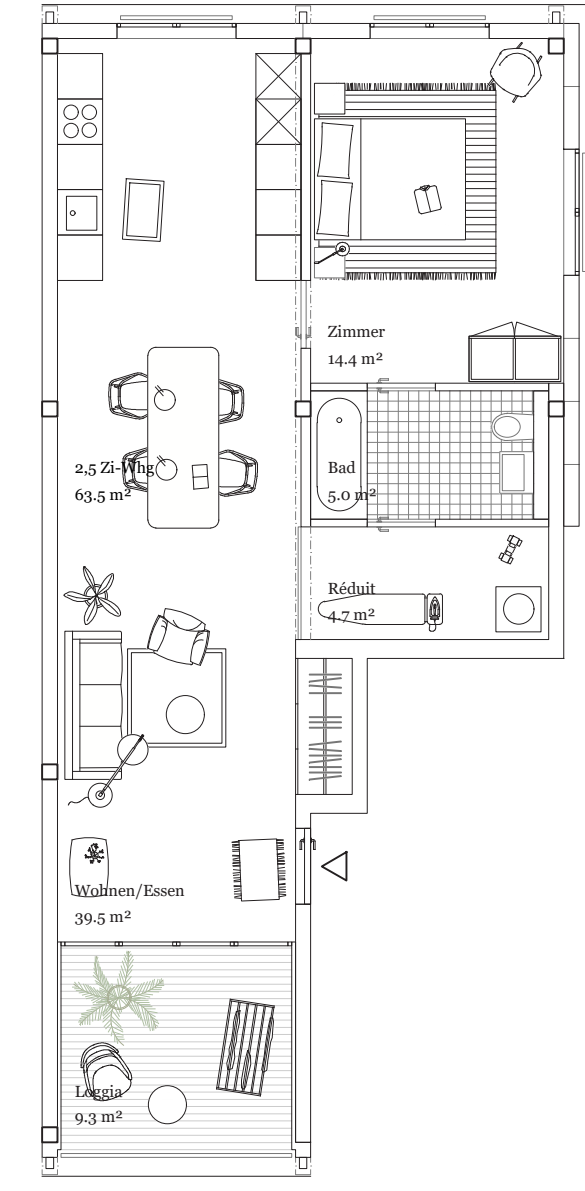 Zimmer
14.4 m²
2,5 Zi-Whg
63.5 m²
Bad
5.0 m²
Réduit
4.7 m²
Wohnen/Essen
39.5 m²
Loggia
9.3 m²